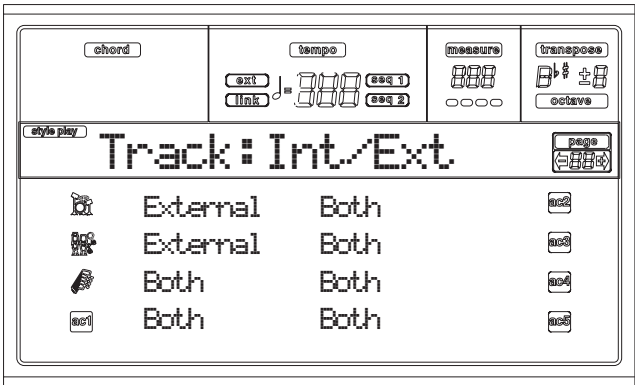 chord tempo measure transpose
ext seq 1
link seq 2
octave
style play Track:Int/Ext page
External Both ac2
External Both ac3
Both Both ac4
ac1 Both Both ac5